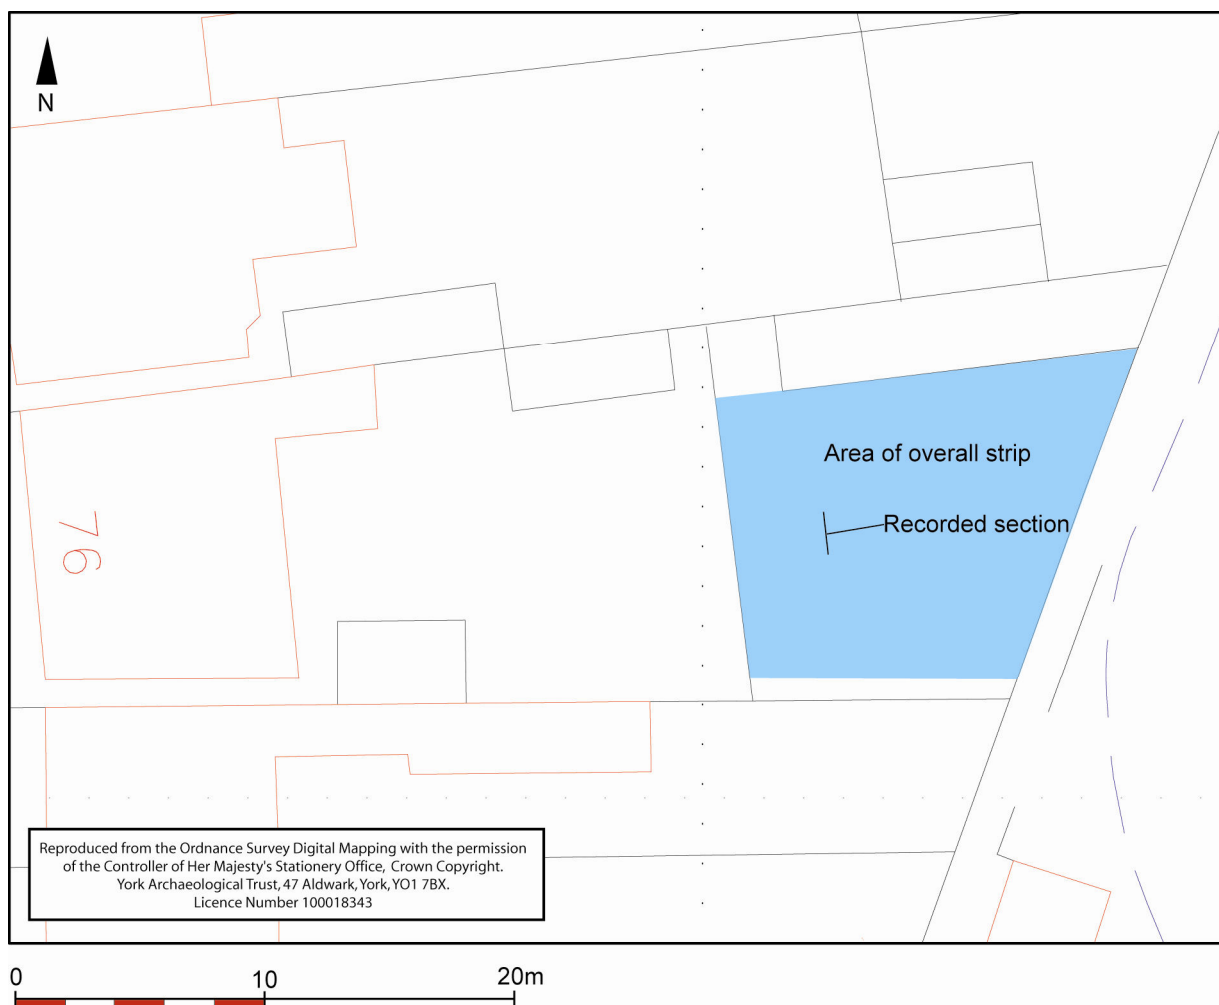 N
Area of overall strip
Recorded section
76
Reproduced from the Ordnance Survey Digital Mapping with the permission
of the Controller of Her Majesty's Stationery Office, Crown Copyright.
York Archaeological Trust, 47 Aldwark, York, YO1 7BX.
Licence Number 100018343
0 10 20m